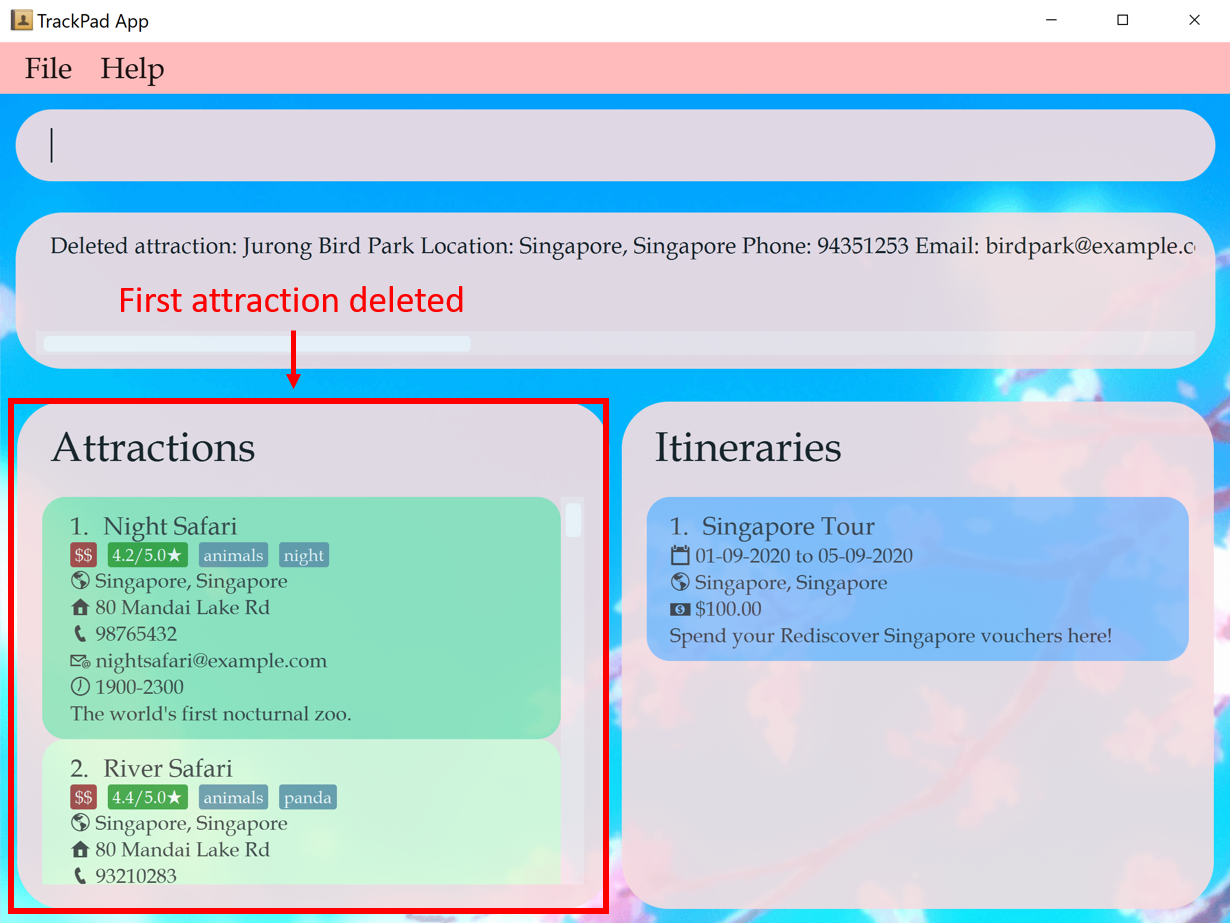 TrackPad App
File Help
Deleted attraction: Jurong Bird Park Location: Singapore, Singapore Phone: 94351253 Email: birdpark@example.c
First attraction deleted
Attractions
1. Night Safari
$$ 4.2/5.0★ animals night
Singapore, Singapore
80 Mandai Lake Rd
98765432
nightsafari@example.com
1900-2300
The world's first nocturnal zoo.
2. River Safari
$$ 4.4/5.0★ animals panda
Singapore, Singapore
80 Mandai Lake Rd
93210283
Itineraries
1. Singapore Tour
01-09-2020 to 05-09-2020
Singapore, Singapore
$100.00
Spend your Rediscover Singapore vouchers here!